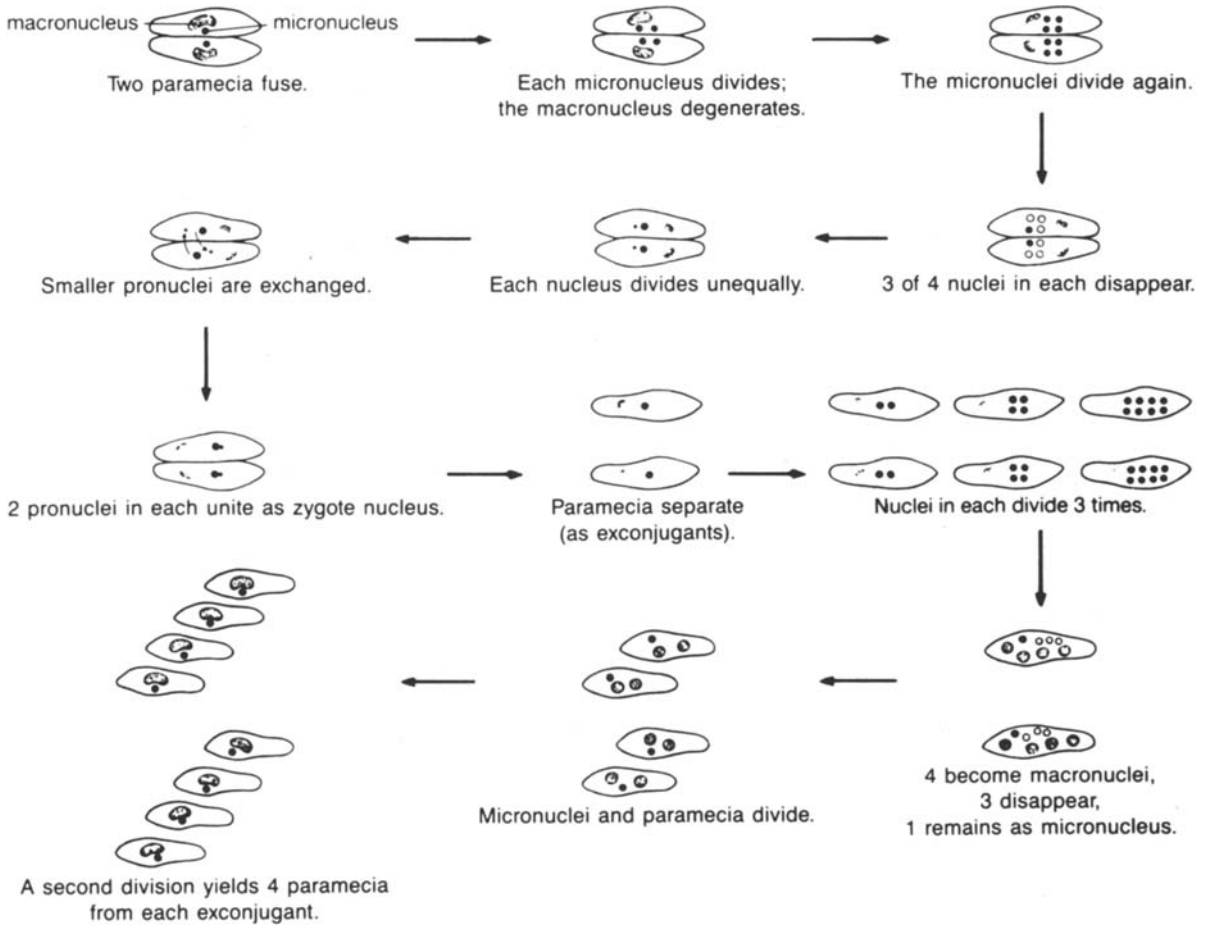 macronucleus
micronucleus
Two paramecia fuse.
Each micronucleus divides;
the macronucleus degenerates.
The micronuclei divide again.
3 of 4 nuclei in each disappear.
Each nucleus divides unequally.
Smaller pronuclei are exchanged.
2 pronuclei in each unite as zygote nucleus.
Paramecia separate
(as exconjugants).
Nuclei in each divide 3 times.
4 become macronuclei,
3 disappear,
1 remains as micronucleus.
Micronuclei and paramecia divide.
A second division yields 4 paramecia
from each exconjugant.